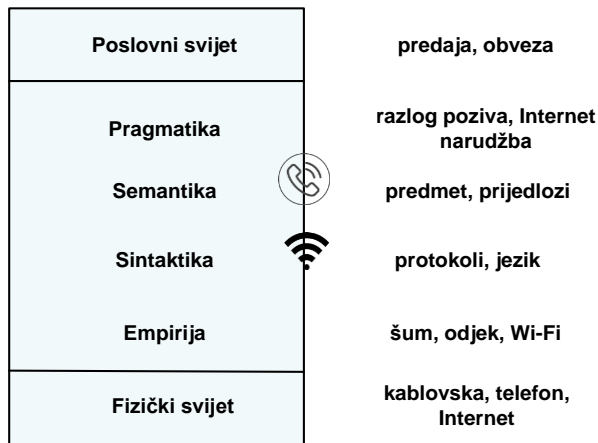 Poslovni svijet
predaja, obveza
Pragmatika
razlog poziva, Internet
narudžba
Semantika
predmet, prijedlozi
Sintaktika
protokoli, jezik
Empirija
šum, odjek, Wi-Fi
Fizički svijet
kablovska, telefon,
Internet